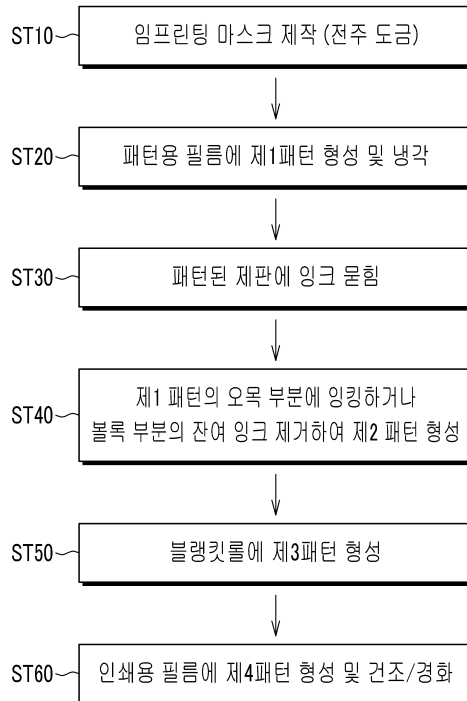 ST10 임프린팅 마스크 제작 (전주 도금)
ST20 패턴용 필름에 제1패턴 형성 및 냉각
ST30 패턴된 제판에 잉크 묻힘
ST40 제1 패턴의 오목 부분에 잉킹하거나
볼록 부분의 잔여 잉크 제거하여 제2 패턴 형성
ST50 블랭킷롤에 제3패턴 형성
ST60 인쇄용 필름에 제4패턴 형성 및 건조/경화